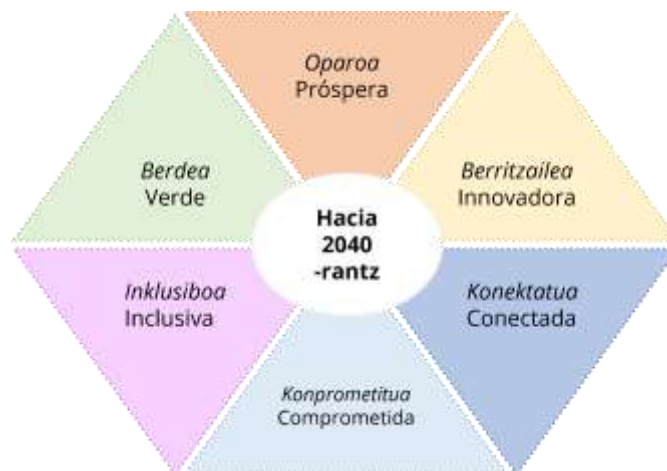 Oparoa
Próspera
Berdea
Verde
Berritzailea
Innovadora
Hacia
2040
-rantz
Inklusiboa
Inclusiva
Konektatua
Conectada
Konprometitua
Comprometida